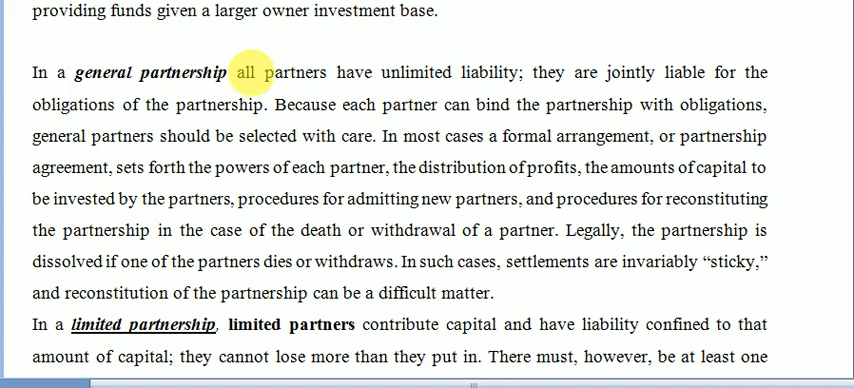 providing funds given a larger owner investment base.
In a general partnership all partners have unlimited liability; they are jointly liable for the
obligations of the partnership. Because each partner can bind the partnership with obligations,
general partners should be selected with care. In most cases a formal arrangement, or partnership
agreement, sets forth the powers of each partner, the distribution of profits, the amounts of capital to
be invested by the partners, procedures for admitting new partners, and procedures for reconstituting
the partnership in the case of the death or withdrawal of a partner. Legally, the partnership is
dissolved if one of the partners dies or withdraws. In such cases, settlements are invariably “sticky,”
and reconstitution of the partnership can be a difficult matter.
In a limited partnership, limited partners contribute capital and have liability confined to that
amount of capital; they cannot lose more than they put in. There must, however, be at least one